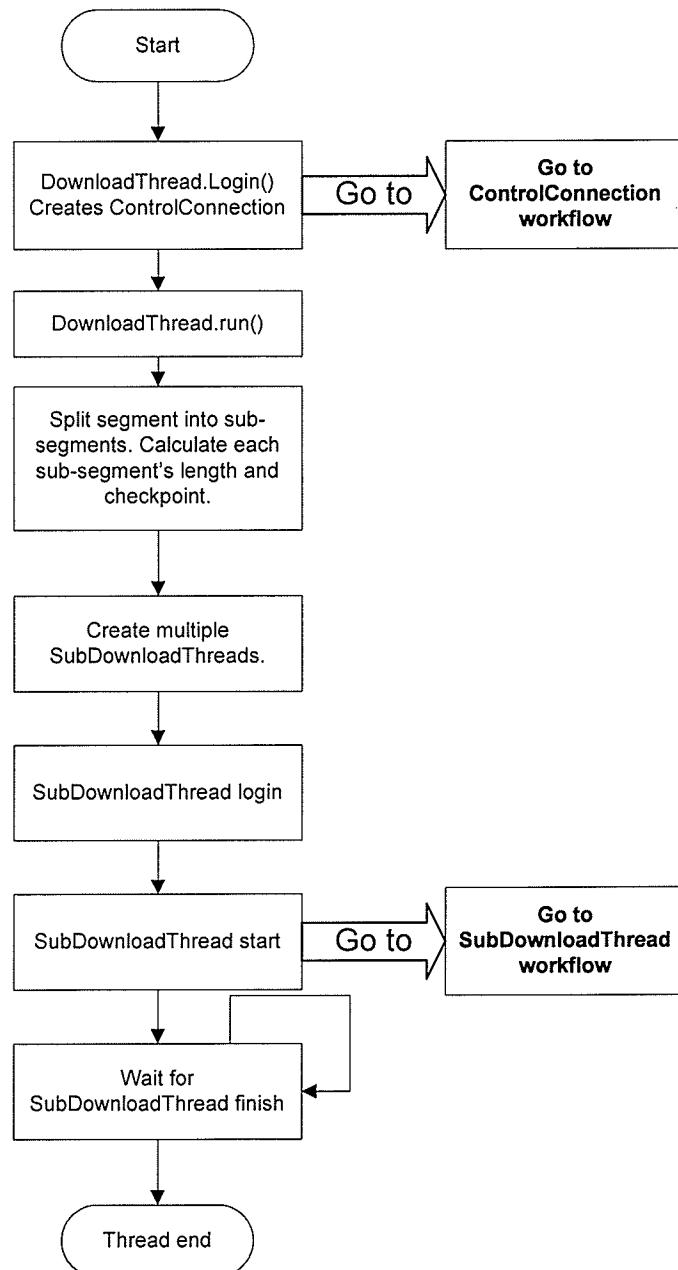 Start
DownloadThread.Login()
Creates ControlConnection
Go to
Go to
ControlConnection
workflow
DownloadThread.run()
Split segment into sub-
segments. Calculate each
sub-segment's length and
checkpoint.
Create multiple
SubDownloadThreads.
SubDownloadThread login
SubDownloadThread start
Go to
Go to
SubDownloadThread
workflow
Wait for
SubDownloadThread finish
Thread end